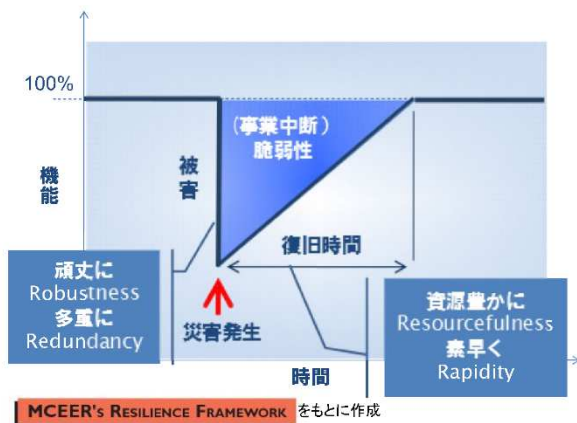 100%
(事業中断)
脆弱性
被害
機能
復旧時間
頑丈に
Robustness
多重に
Redundancy
災害発生
資源豊かに
Resourcefulness
素早く
Rapidity
時間
MCEER's RESILIENCE FRAMEWORK をもとに作成